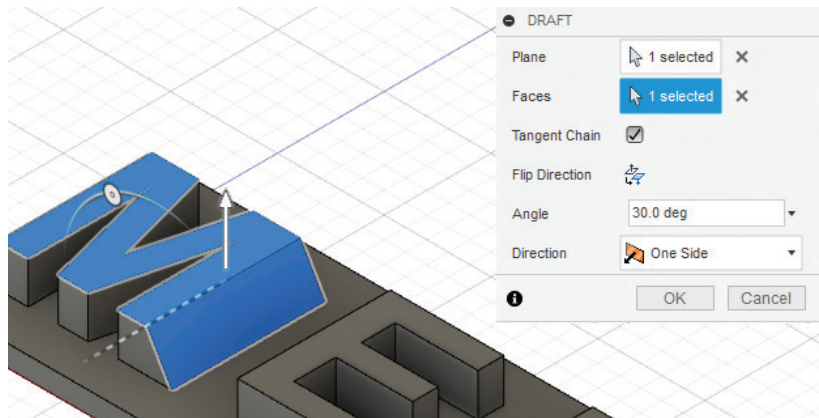 DRAFT
Plane 1 selected
Faces 1 selected
Tangent Chain
Flip Direction
Angle 30.0 deg
Direction One Side
OK Cancel